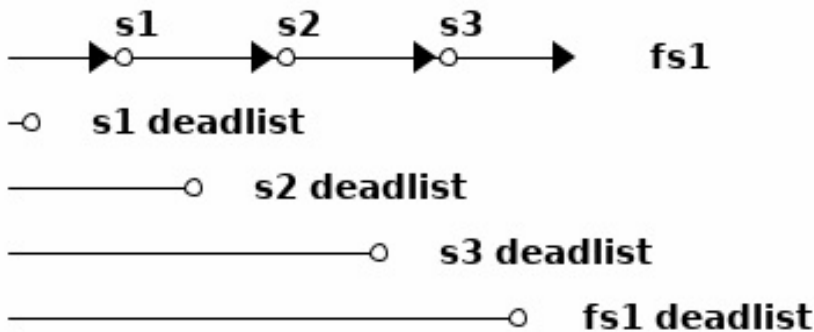 s1 s2 s3
fs1
s1 deadlist
s2 deadlist
s3 deadlist
fs1 deadlist